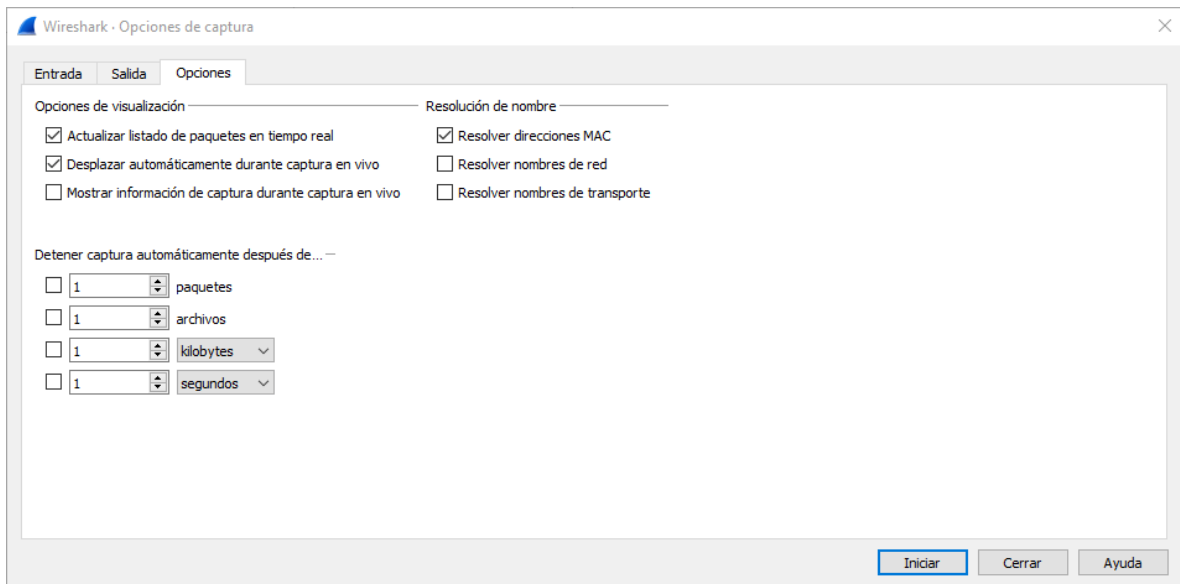 Wireshark · Opciones de captura
Entrada Salida Opciones
Opciones de visualización
Actualizar listado de paquetes en tiempo real
Desplazar automáticamente durante captura en vivo
Mostrar información de captura durante captura en vivo
Resolución de nombre
Resolver direcciones MAC
Resolver nombres de red
Resolver nombres de transporte
Detener captura automáticamente después de...
1 paquetes
1 archivos
1 kilobytes
1 segundos
Iniciar Cerrar Ayuda